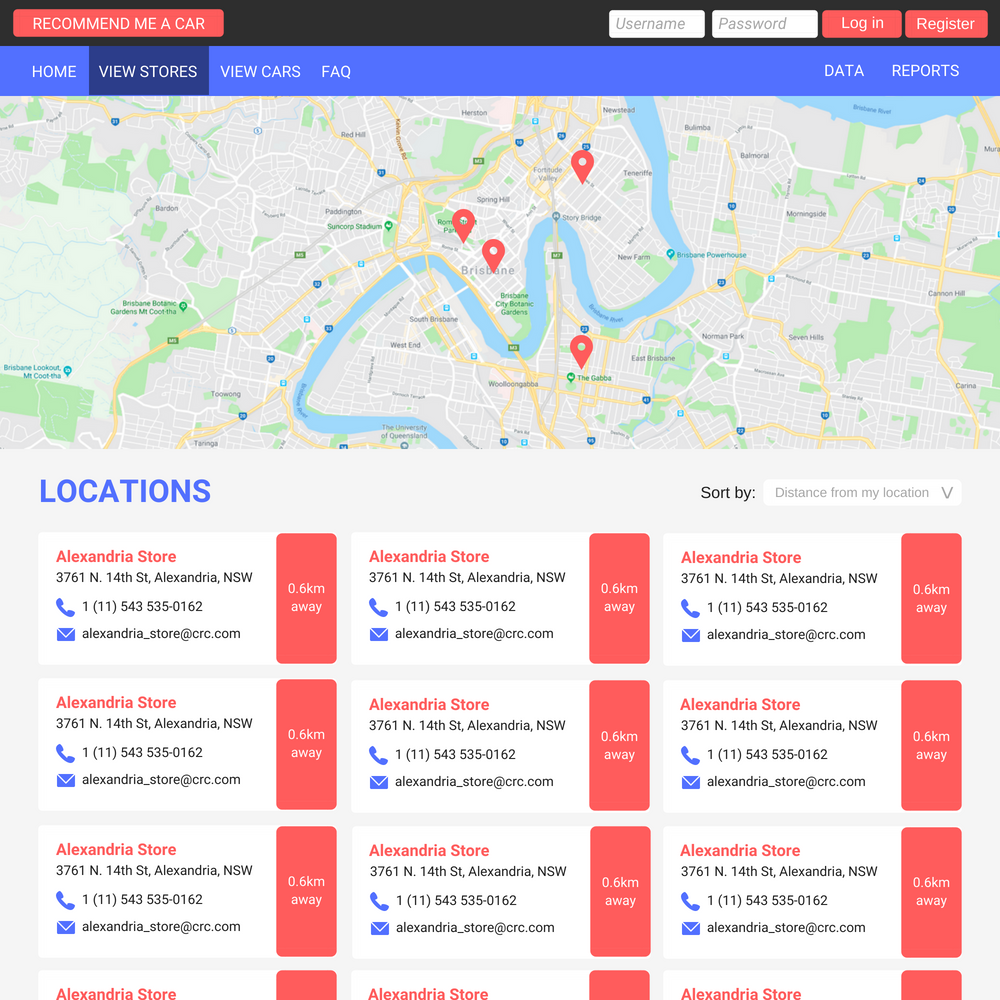 RECOMMEND ME A CAR
Username
Password
Log in
Register
HOME
VIEW STORES
VIEW CARS
FAQ
DATA
REPORTS
Herston
Newstead
Brisbane River
Bulimba
Red Hill
Kelvin Grove Rd
Fortitude
Valley
Teneriffe
Balmoral
Bardon
Paddington
Spring Hill
Morningside
Suncorp Stadium
Story Bridge
New Farm
Brisbane Powerhouse
Brisbane
Cannon Hill
Brisbane Botanic
Gardens Mt Coot-tha
Brisbane
City Botanic
Gardens
South Brisbane
Brisbane River
Norman Park
Seven Hills
West End
East Brisbane
Brisbane Lookout,
Mt Coot-tha
Woolloongabba
The Gabba
Carina
Toowong
Brisbane River
Taringa
The University
of Queensland
LOCATIONS
Sort by:
Distance from my location V
Alexandria Store
3761 N. 14th St, Alexandria, NSW
1 (11) 543 535-0162
alexandria_store@crc.com
0.6km
away
Alexandria Store
3761 N. 14th St, Alexandria, NSW
1 (11) 543 535-0162
alexandria_store@crc.com
0.6km
away
Alexandria Store
3761 N. 14th St, Alexandria, NSW
1 (11) 543 535-0162
alexandria_store@crc.com
0.6km
away
Alexandria Store
3761 N. 14th St, Alexandria, NSW
1 (11) 543 535-0162
alexandria_store@crc.com
0.6km
away
Alexandria Store
3761 N. 14th St, Alexandria, NSW
1 (11) 543 535-0162
alexandria_store@crc.com
0.6km
away
Alexandria Store
3761 N. 14th St, Alexandria, NSW
1 (11) 543 535-0162
alexandria_store@crc.com
0.6km
away
Alexandria Store
3761 N. 14th St, Alexandria, NSW
1 (11) 543 535-0162
alexandria_store@crc.com
0.6km
away
Alexandria Store
3761 N. 14th St, Alexandria, NSW
1 (11) 543 535-0162
alexandria_store@crc.com
0.6km
away
Alexandria Store
3761 N. 14th St, Alexandria, NSW
1 (11) 543 535-0162
alexandria_store@crc.com
0.6km
away
Alexandria Store
Alexandria Store
Alexandria Store